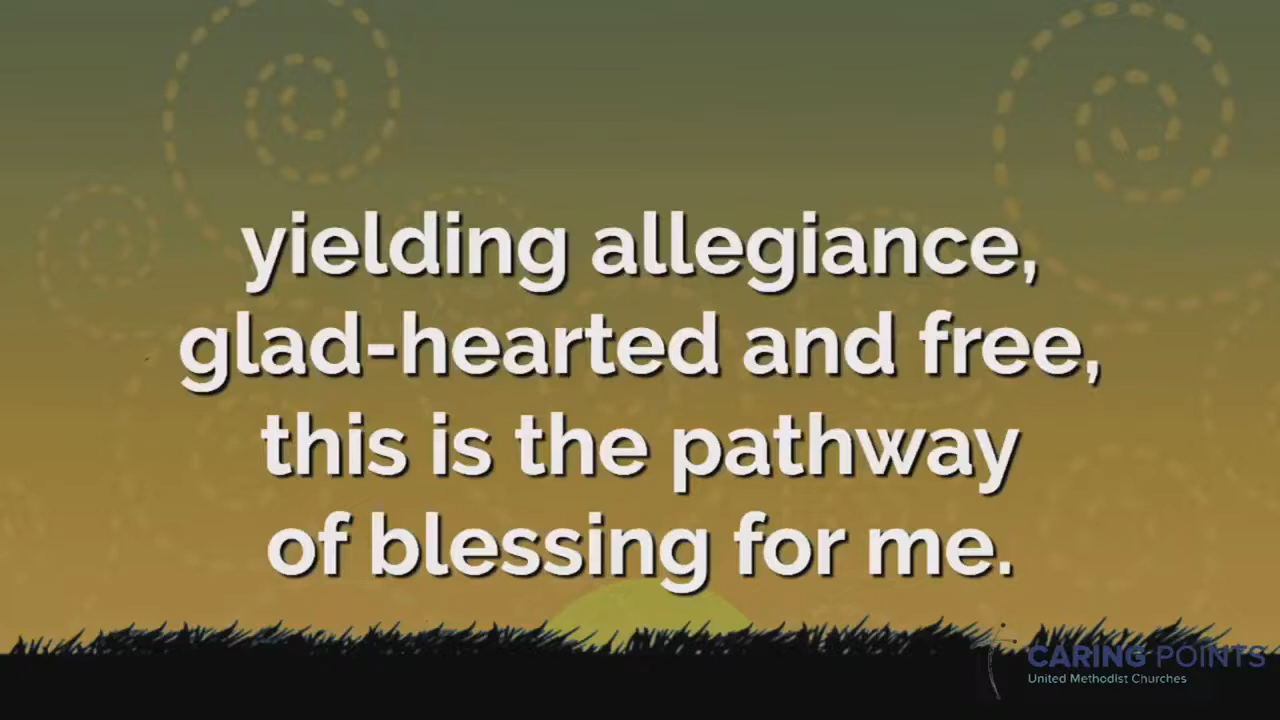 yielding allegiance,
glad-hearted and free,
this is the pathway
of blessing for me.
CARING POINTS
United Methodist Churches